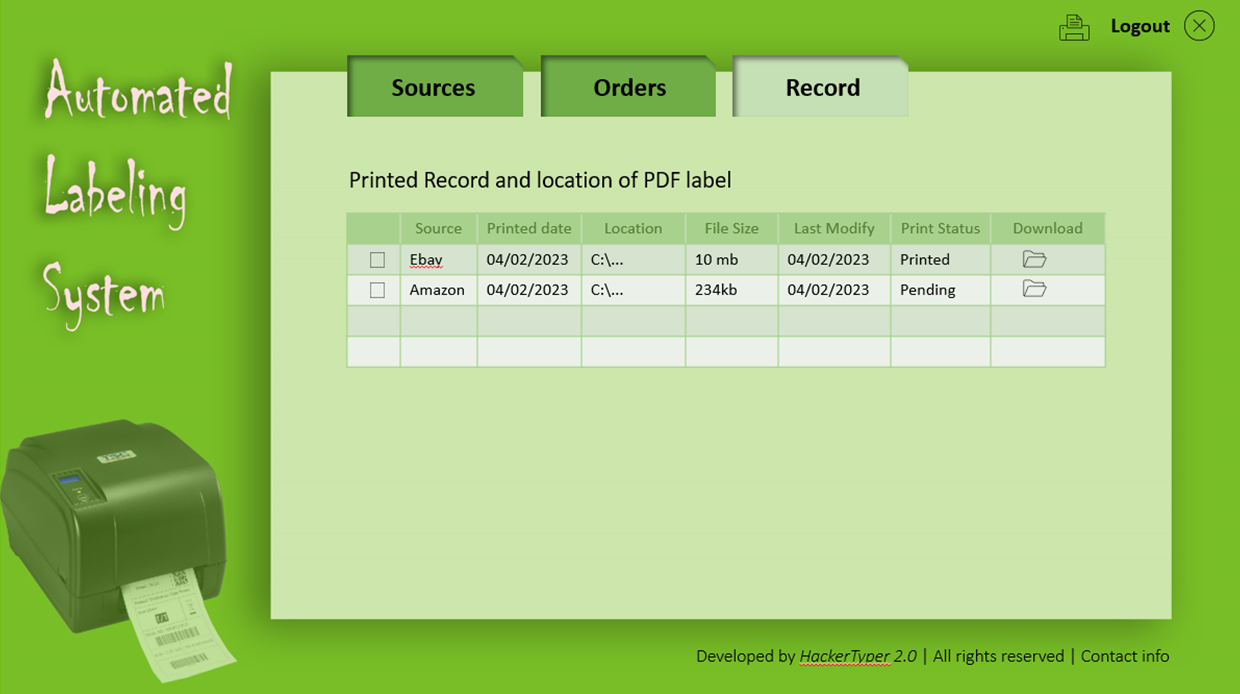 Logout
Automated
Labeling
System
Sources Orders Record
Printed Record and location of PDF label
Source Printed date Location File Size Last Modify Print Status Download
Ebay 04/02/2023 C:\... 10 mb 04/02/2023 Printed
Amazon 04/02/2023 C:\... 234kb 04/02/2023 Pending
Developed by HackerTyper 2.0 | All rights reserved | Contact info